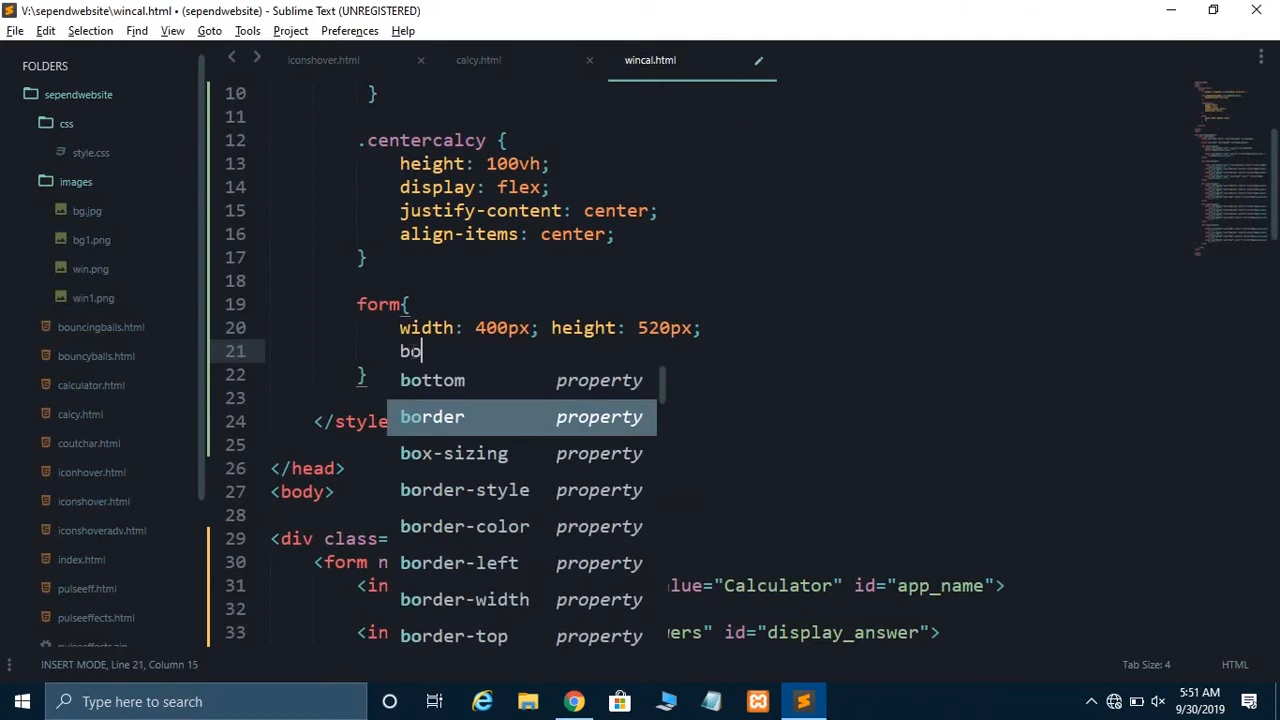 V:\sependwebsite\wincal.html • (sependwebsite) - Sublime Text (UNREGISTERED)
File Edit Selection Find View Goto Tools Project Preferences Help
FOLDERS
sependwebsite
css
style.css
images
bg.jpg
bg1.png
win.png
win1.png
bouncingballs.html
bouncyballs.html
calculator.html
calcy.html
coutchar.html
iconhover.html
iconshover.html
iconshoveradv.html
index.html
pulseeff.html
pulseeffects.html
pulseeffects.zip
iconshover.html calcy.html wincal.html
10 }
11
12 .centercalcy {
13 height: 100vh;
14 display: flex;
15 justify-content: center;
16 align-items: center;
17 }
18
19 form{
20 width: 400px; height: 520px;
21 bo
22 }
23
24 </style
25
26 </head>
27 <body>
28
29 <div class=
30 <form n
31 <in alue="Calculator" id="app_name">
32
33 <in ers" id="display_answer">
bottom property
border property
box-sizing property
border-style property
border-color property
border-left property
border-width property
border-top property
INSERT MODE, Line 21, Column 15 Tab Size: 4 HTML
Type here to search
5:51 AM
9/30/2019